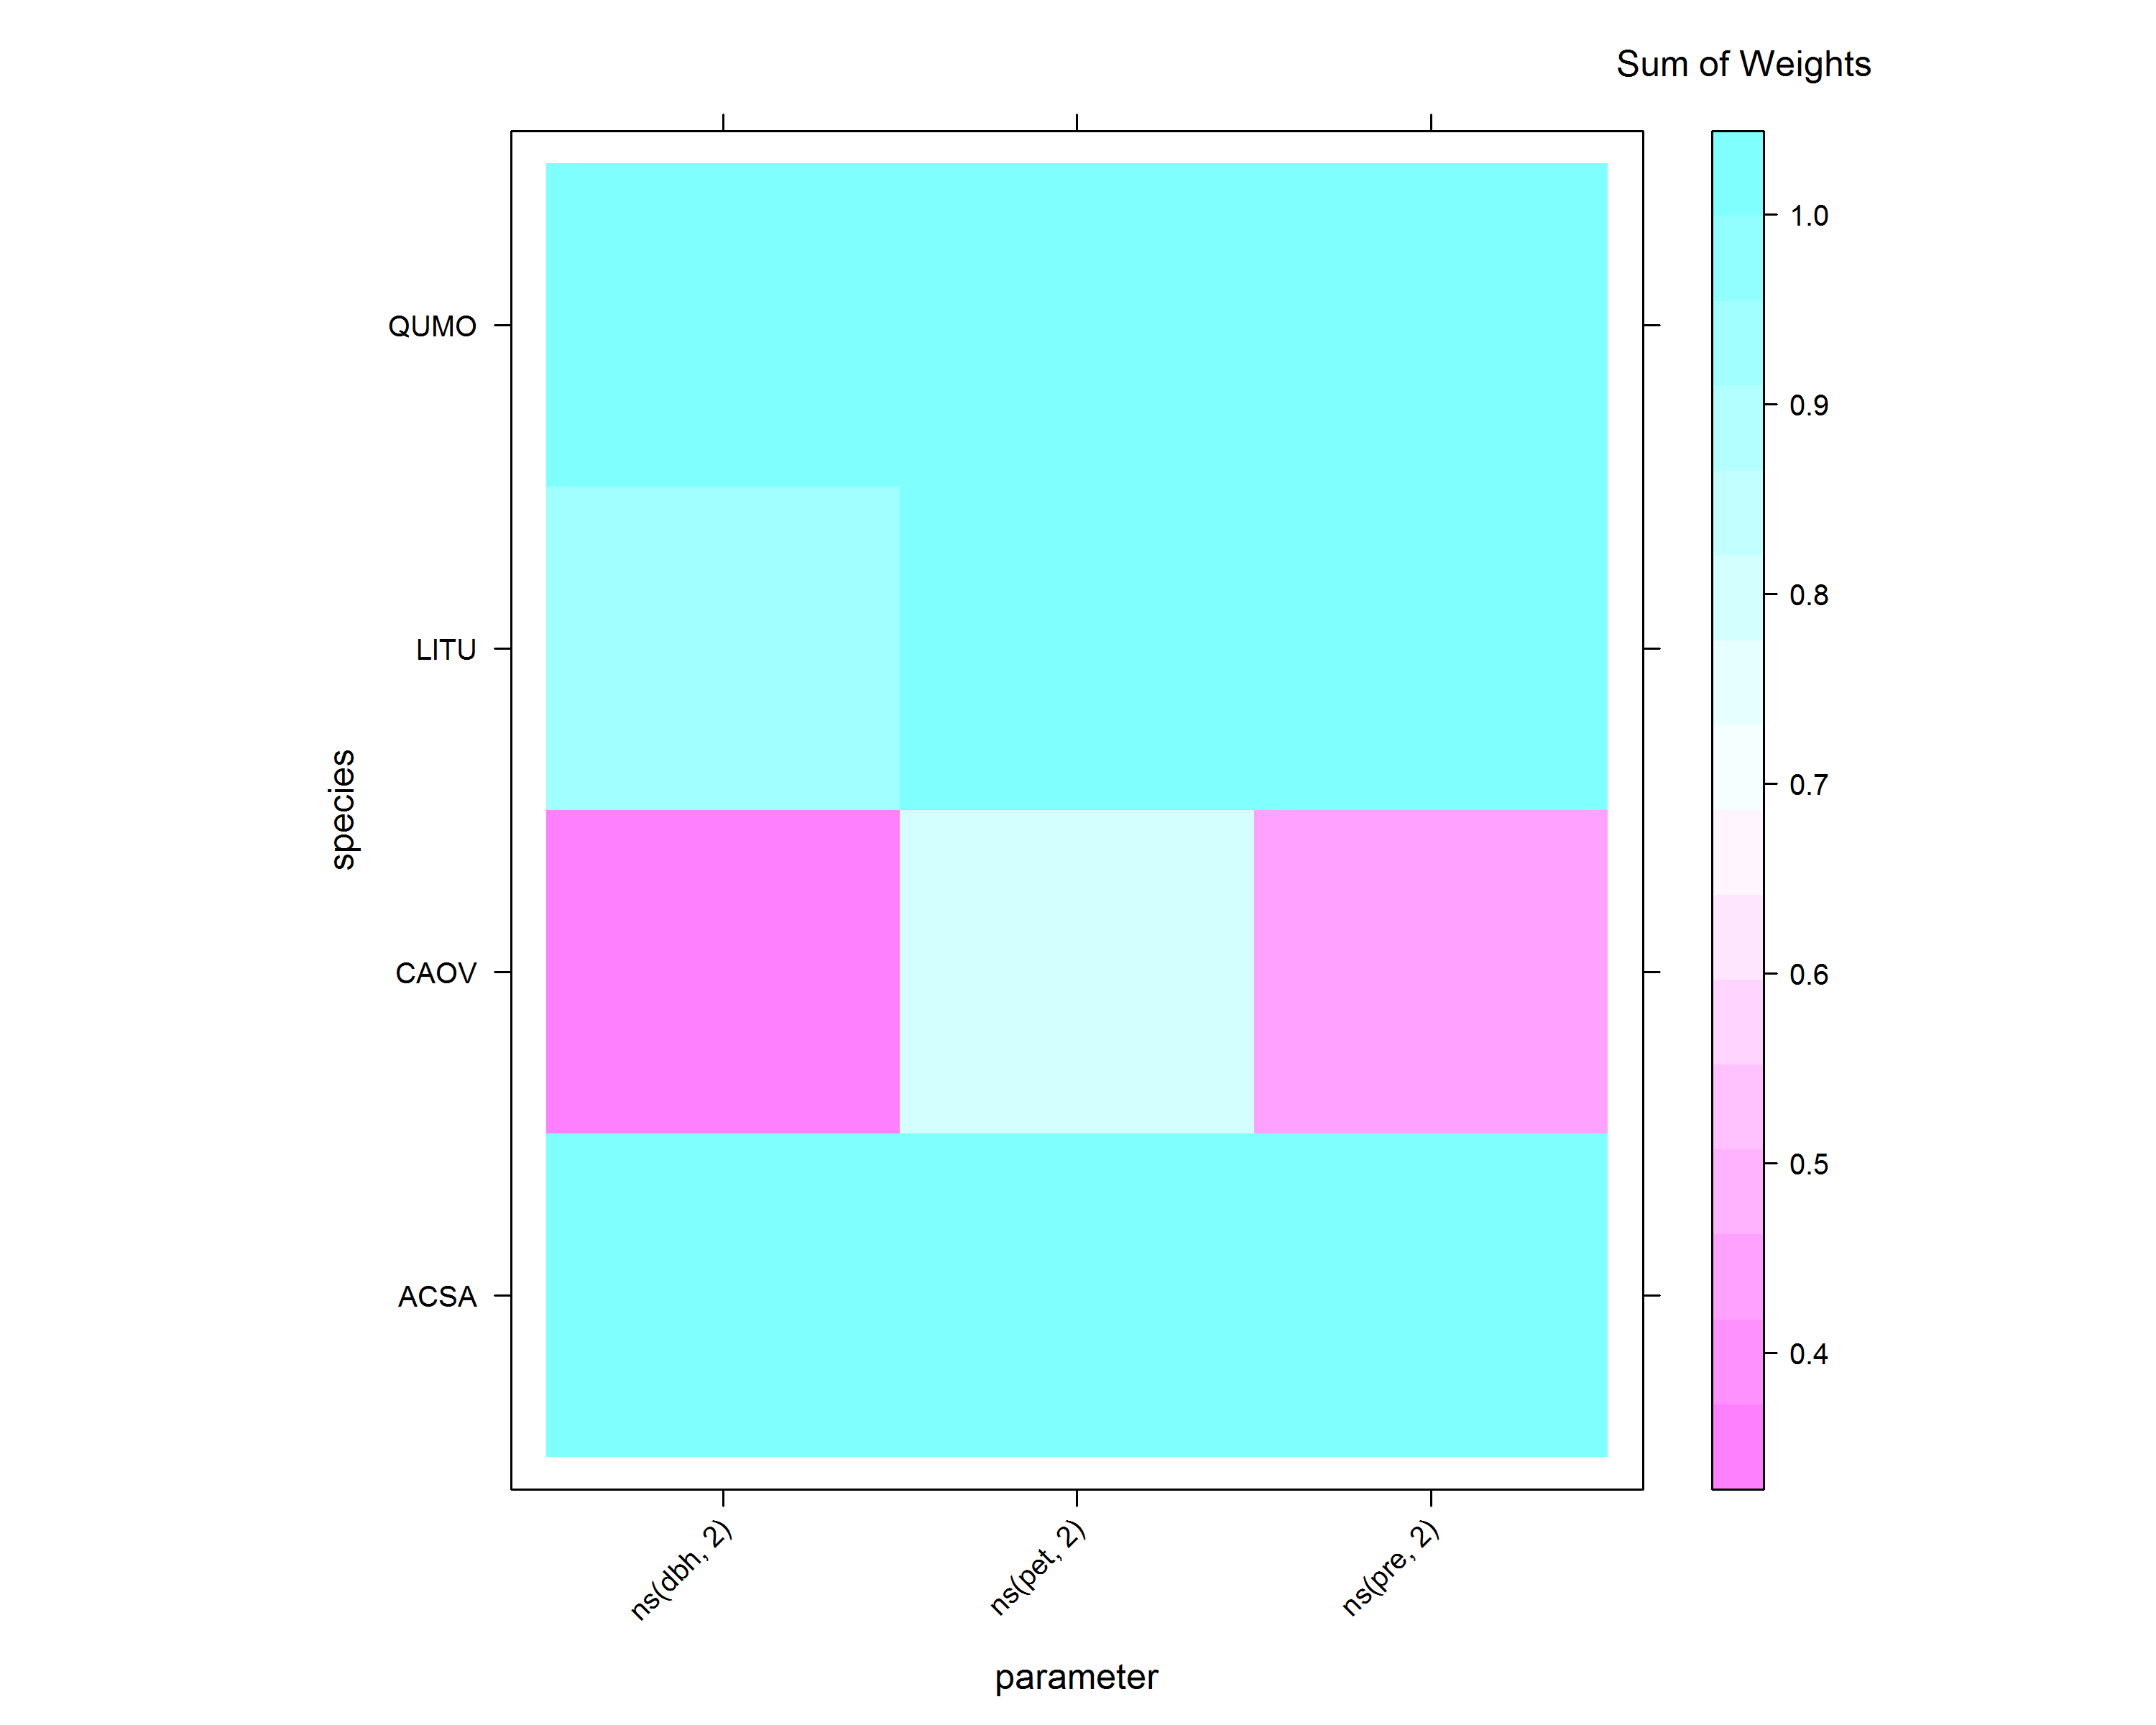 Sum of Weights
1.0
0.9
0.8
0.7
0.6
0.5
0.4
species
QUMO
LITU
CAOV
ACSA
ns(dbh, 2)
ns(pet, 2)
ns(pre, 2)
parameter